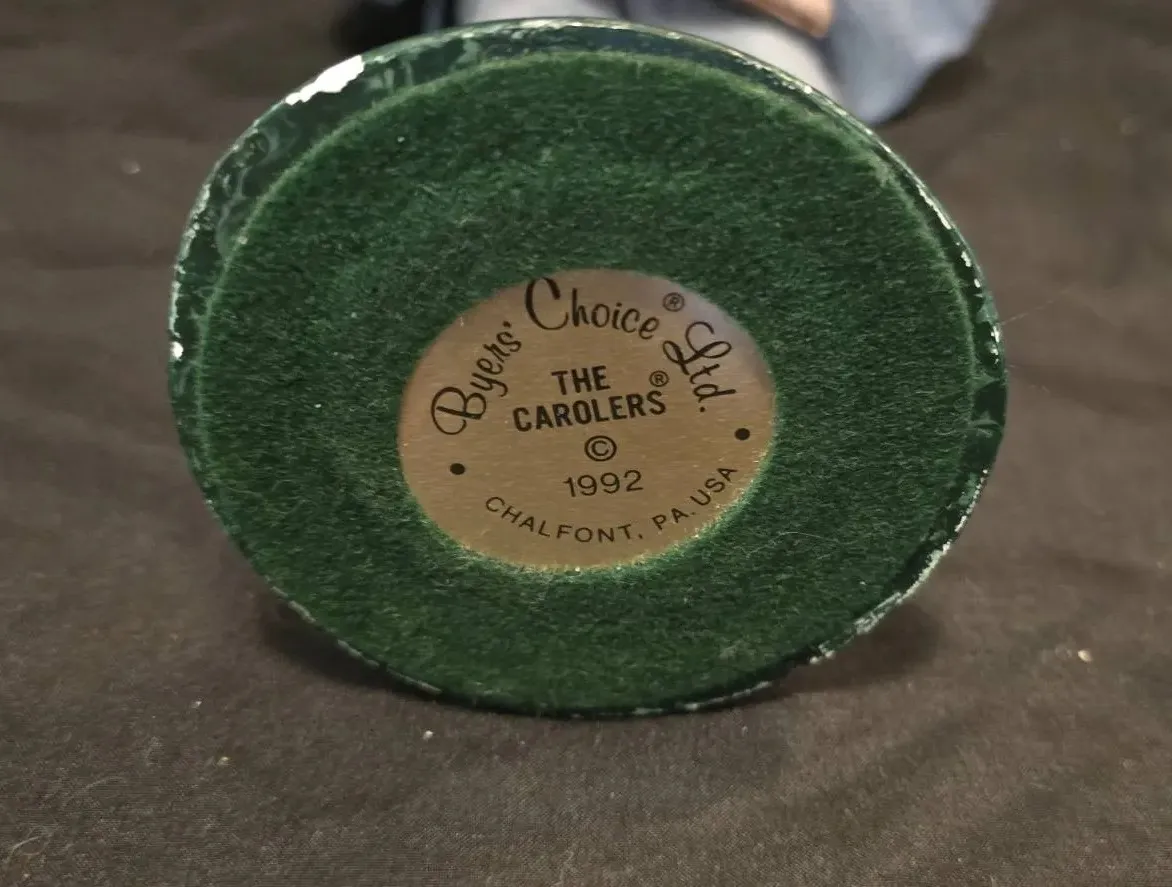 Byers' Choice® Ltd.
THE
CAROLERS®
©
1992
CHALFONT, PA. USA